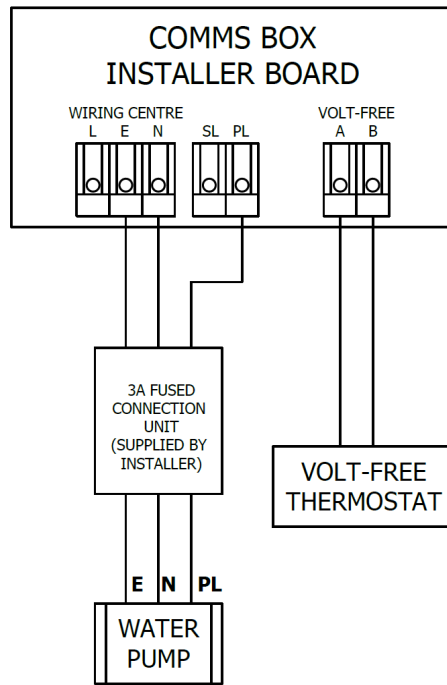 COMMS BOX
INSTALLER BOARD
WIRING CENTRE
L E N
SL PL
VOLT-FREE
A B
3A FUSED
CONNECTION
UNIT
(SUPPLIED BY
INSTALLER)
VOLT-FREE
THERMOSTAT
E N PL
WATER
PUMP